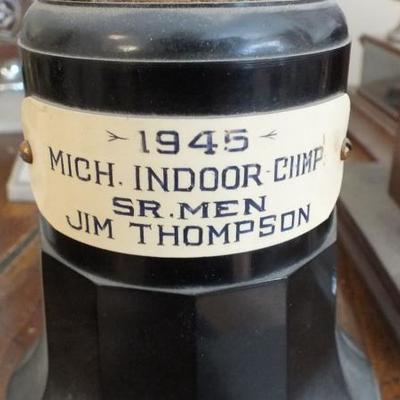 1945
MICH. INDOOR-CHMP.
SR. MEN
JIM THOMPSON